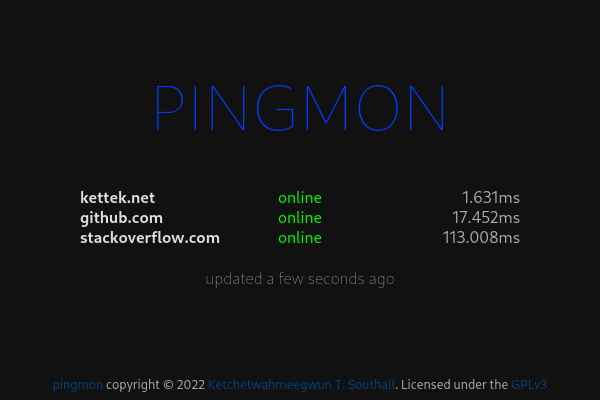 PINGMON
kettek.net online 1.631ms
github.com online 17.452ms
stackoverflow.com online 113.008ms
updated a few seconds ago
pingmon copyright © 2022 Ketchetwahmeegwun T. Southall. Licensed under the GPLv3